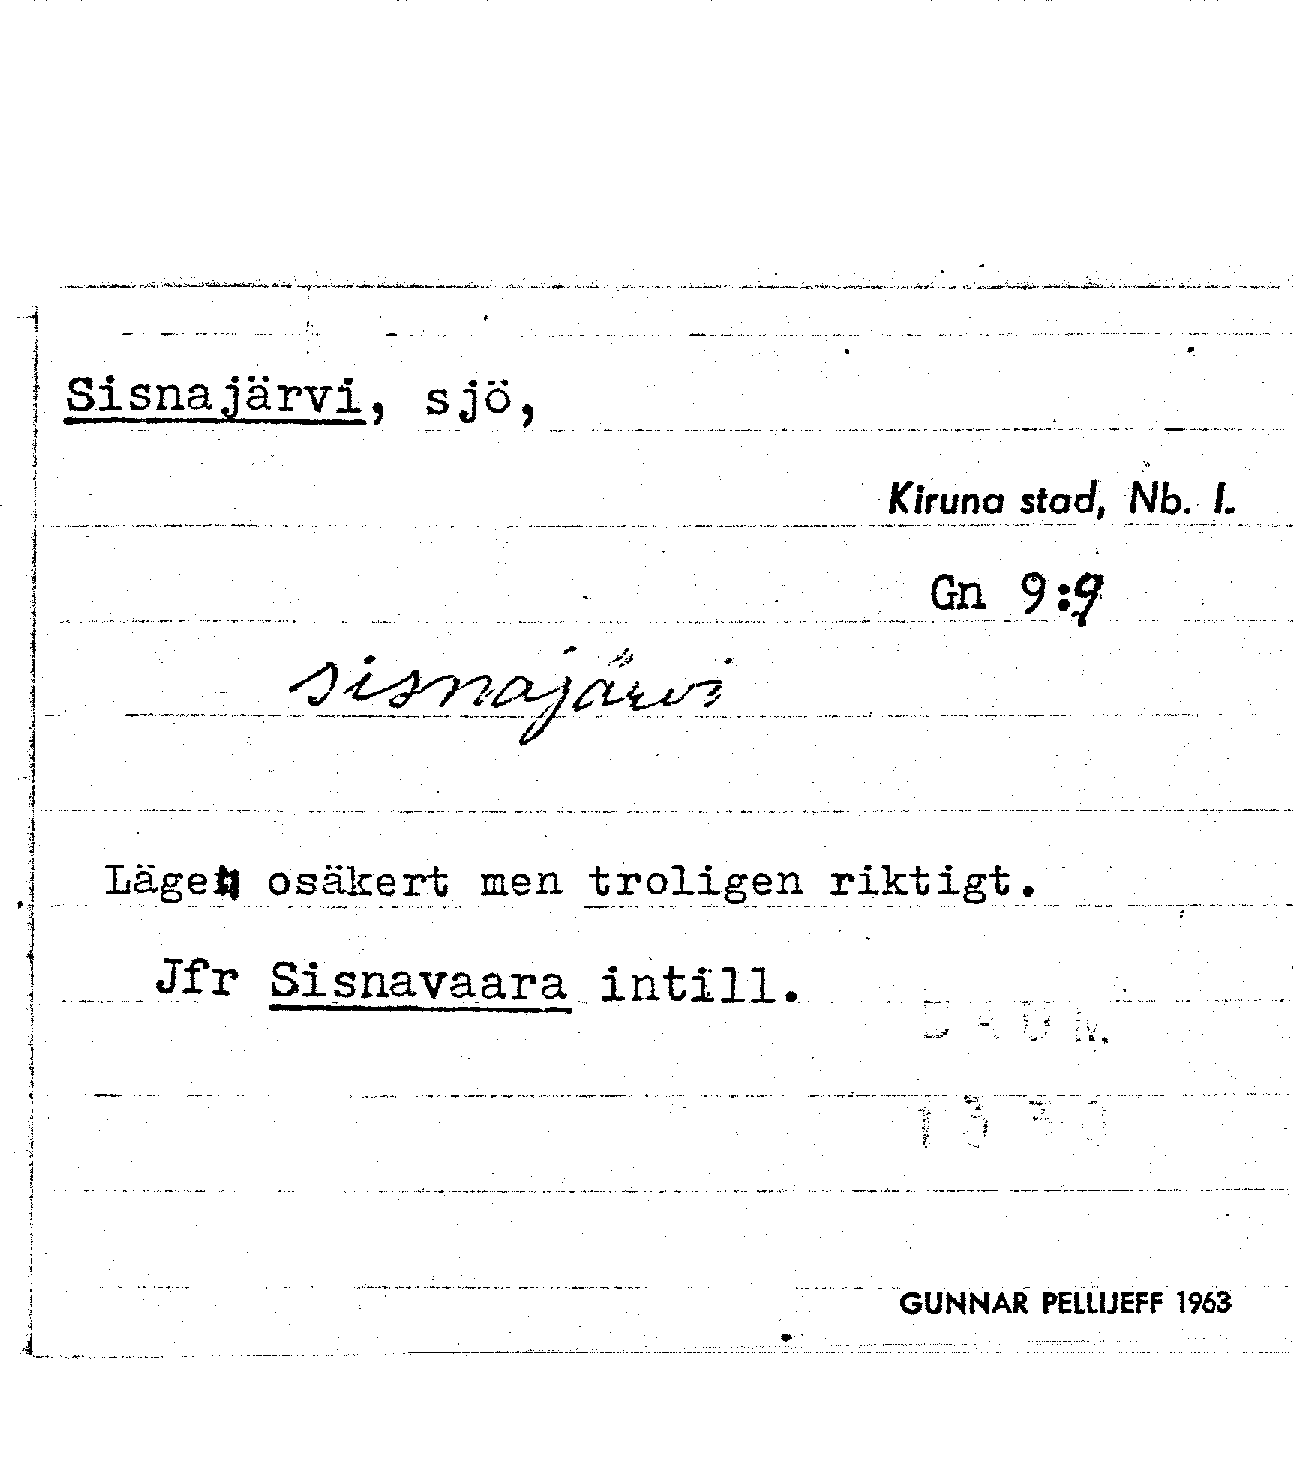 Sisnajärvi, sjö,
Kiruna stad, Nb. l.
Gn 9:9
sisnajärvi
Läget osäkert men troligen riktigt.
Jfr Sisnavaara intill.
DAUM
GUNNAR PELLIJEFF 1963